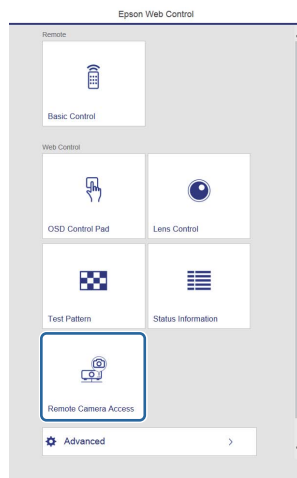 Epson Web Control
Remote
Basic Control
Web Control
OSD Control Pad
Lens Control
Test Pattern
Status Information
Remote Camera Access
Advanced